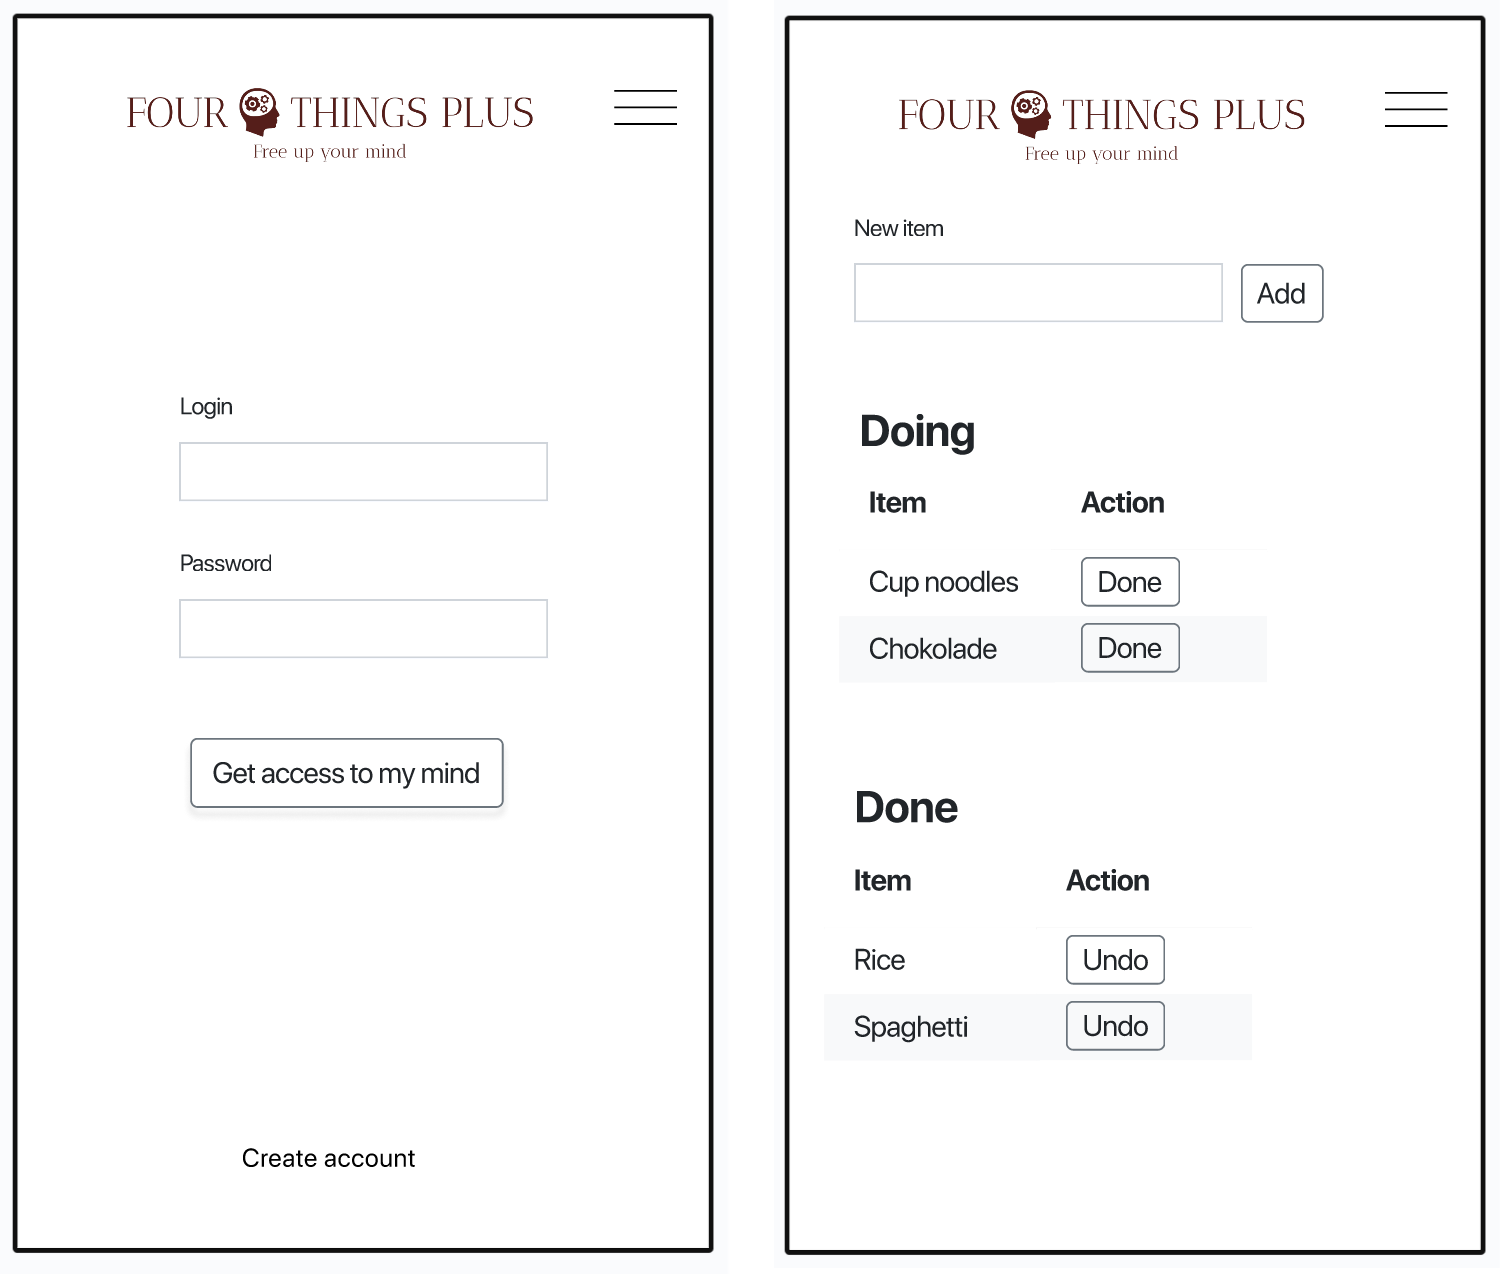 FOUR THINGS PLUS
Free up your mind
Login
Password
Get access to my mind
Create account
FOUR THINGS PLUS
Free up your mind
New item
Add
Doing
Item Action
Cup noodles Done
Chokolade Done
Done
Item Action
Rice Undo
Spaghetti Undo